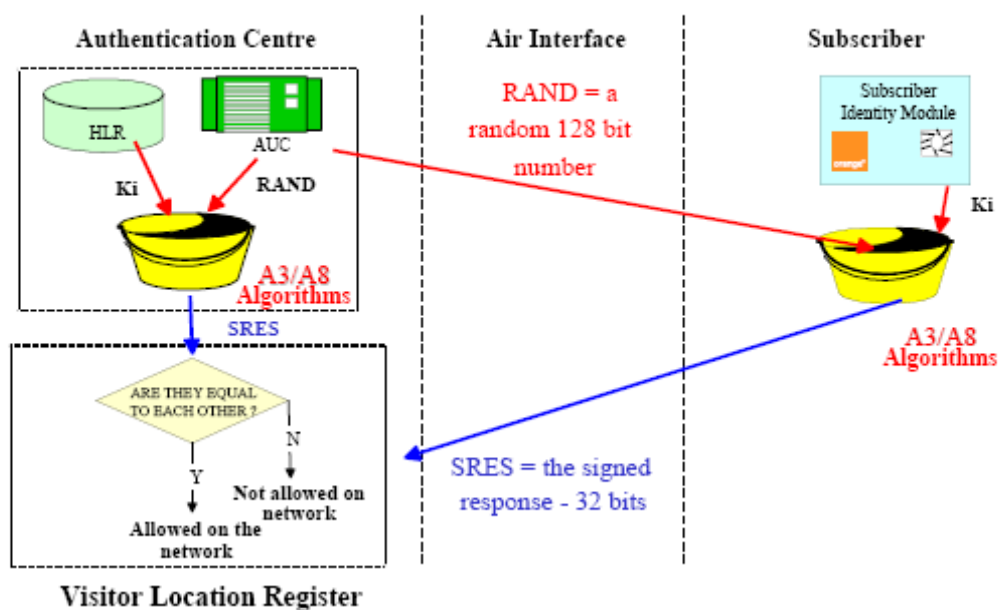 Authentication Centre
Air Interface
Subscriber
HLR
AUC
Ki
RAND
A3/A8
Algorithms
SRES
RAND = a
random 128 bit
number
Subscriber
Identity Module
orange
Ki
A3/A8
Algorithms
ARE THEY EQUAL
TO EACH OTHER ?
N
Y
Not allowed on
network
Allowed on the
network
SRES = the signed
response - 32 bits
Visitor Location Register